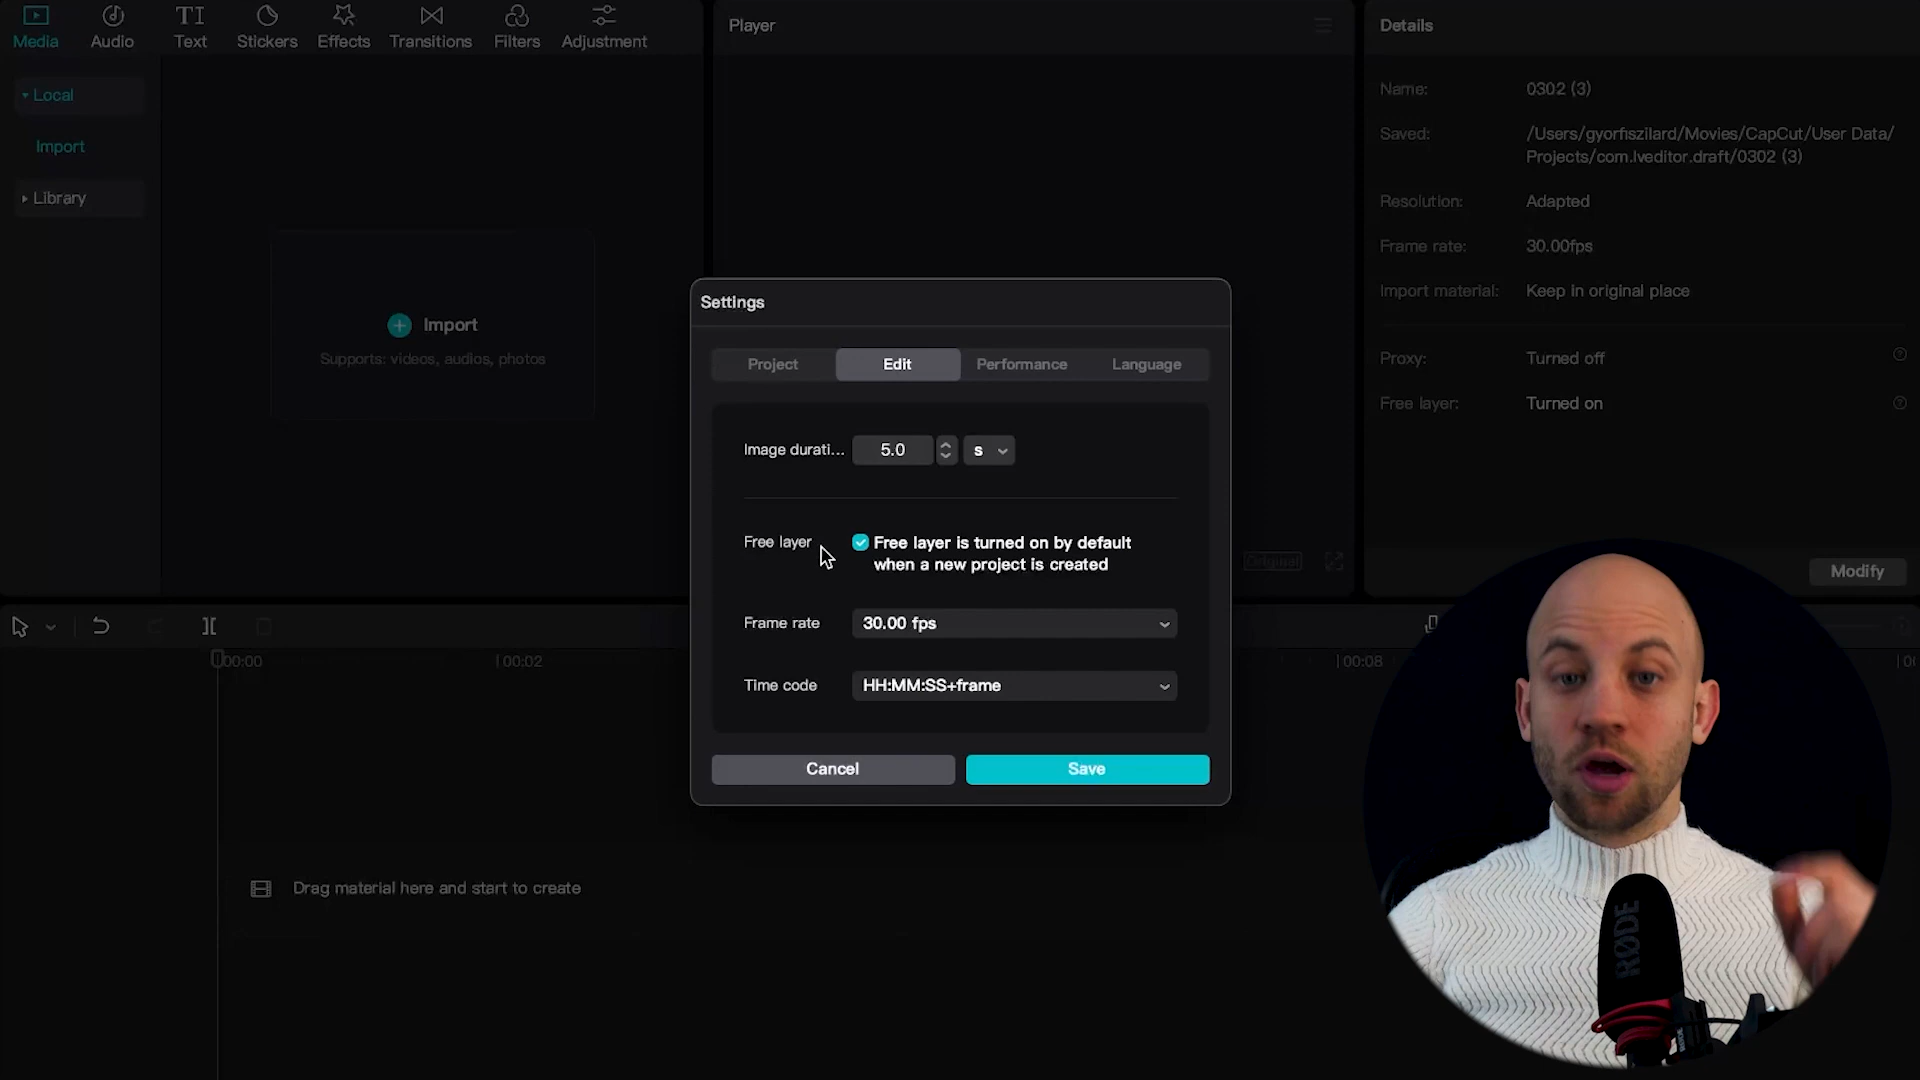 Media
Audio
Text
Stickers
Effects
Transitions
Filters
Adjustment
Player
Details
Local
Import
Library
Import
Supports: videos, audios, photos
Name: 0302 (3)
Saved: /Users/gyorfiszilard/Movies/CapCut/User Data/
Projects/com.lveditor.draft/0302 (3)
Resolution: Adapted
Frame rate: 30.00fps
Import material: Keep in original place
Proxy: Turned off
Free layer: Turned on
Modify
Original
Settings
Project
Edit
Performance
Language
Image durati... 5.0 s
Free layer
Free layer is turned on by default
when a new project is created
Frame rate 30.00 fps
Time code HH:MM:SS+frame
Cancel
Save
00:00
00:02
00:08
Drag material here and start to create
RØDE